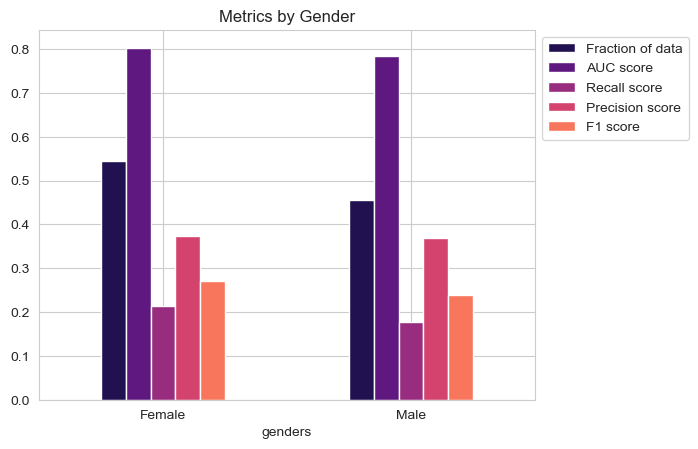 Metrics by Gender
Fraction of data
AUC score
Recall score
Precision score
F1 score
0.8
0.7
0.6
0.5
0.4
0.3
0.2
0.1
0.0
Female
Male
genders